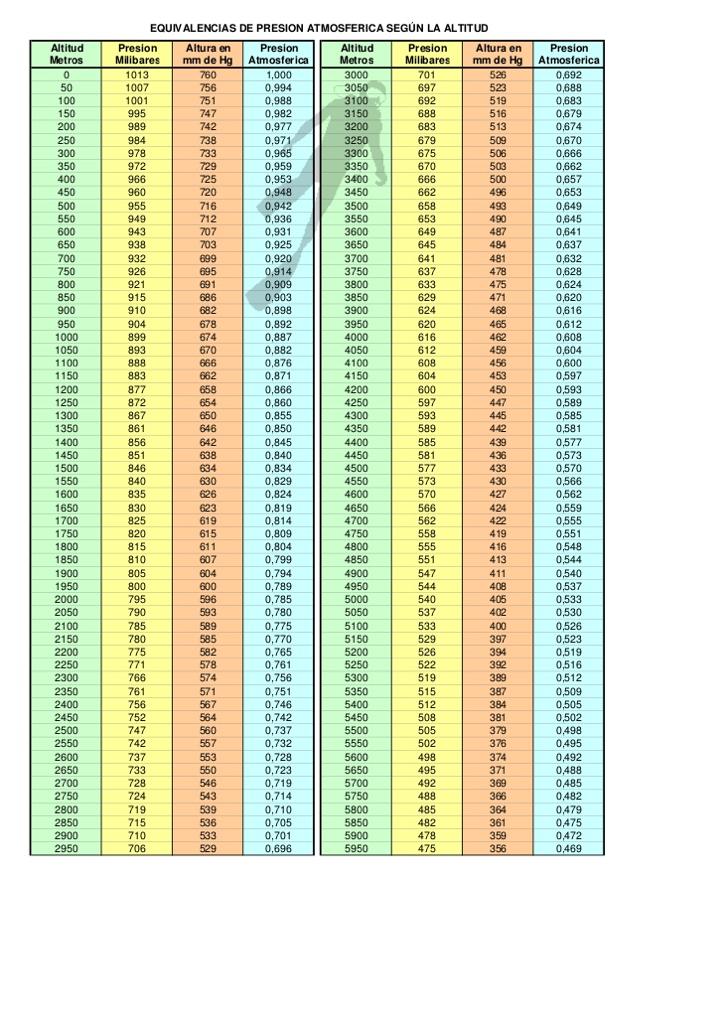 EQUIVALENCIAS DE PRESION ATMOSFERICA SEGÚN LA ALTITUD
Altitud Presion Altura en Presion Altitud Presion Altura en Presion
Metros Milibares mm de Hg Atmosferica Metros Milibares mm de Hg Atmosferica
0 1013 760 1,000 3000 701 526 0,692
50 1007 756 0,994 3050 697 523 0,688
100 1001 751 0,988 3100 692 519 0,683
150 995 747 0,982 3150 688 516 0,679
200 989 742 0,977 3200 683 513 0,674
250 984 738 0,971 3250 679 509 0,670
300 978 733 0,965 3300 675 506 0,666
350 972 729 0,959 3350 670 503 0,662
400 966 725 0,953 3400 666 500 0,657
450 960 720 0,948 3450 662 496 0,653
500 955 716 0,942 3500 658 493 0,649
550 949 712 0,936 3550 653 490 0,645
600 943 707 0,931 3600 649 487 0,641
650 938 703 0,925 3650 645 484 0,637
700 932 699 0,920 3700 641 481 0,632
750 926 695 0,914 3750 637 478 0,628
800 921 691 0,909 3800 633 475 0,624
850 915 686 0,903 3850 629 471 0,620
900 910 682 0,898 3900 624 468 0,616
950 904 678 0,892 3950 620 465 0,612
1000 899 674 0,887 4000 616 462 0,608
1050 893 670 0,882 4050 612 459 0,604
1100 888 666 0,876 4100 608 456 0,600
1150 883 662 0,871 4150 604 453 0,597
1200 877 658 0,866 4200 600 450 0,593
1250 872 654 0,860 4250 597 447 0,589
1300 867 650 0,855 4300 593 445 0,585
1350 861 646 0,850 4350 589 442 0,581
1400 856 642 0,845 4400 585 439 0,577
1450 851 638 0,840 4450 581 436 0,573
1500 846 634 0,834 4500 577 433 0,570
1550 840 630 0,829 4550 573 430 0,566
1600 835 626 0,824 4600 570 427 0,562
1650 830 623 0,819 4650 566 424 0,559
1700 825 619 0,814 4700 562 422 0,555
1750 820 615 0,809 4750 558 419 0,551
1800 815 611 0,804 4800 555 416 0,548
1850 810 607 0,799 4850 551 413 0,544
1900 805 604 0,794 4900 547 411 0,540
1950 800 600 0,789 4950 544 408 0,537
2000 795 596 0,785 5000 540 405 0,533
2050 790 593 0,780 5050 537 402 0,530
2100 785 589 0,775 5100 533 400 0,526
2150 780 585 0,770 5150 529 397 0,523
2200 775 582 0,765 5200 526 394 0,519
2250 771 578 0,761 5250 522 392 0,516
2300 766 574 0,756 5300 519 389 0,512
2350 761 571 0,751 5350 515 387 0,509
2400 756 567 0,746 5400 512 384 0,505
2450 752 564 0,742 5450 508 381 0,502
2500 747 560 0,737 5500 505 379 0,498
2550 742 557 0,732 5550 502 376 0,495
2600 737 553 0,728 5600 498 374 0,492
2650 733 550 0,723 5650 495 371 0,488
2700 728 546 0,719 5700 492 369 0,485
2750 724 543 0,714 5750 488 366 0,482
2800 719 539 0,710 5800 485 364 0,479
2850 715 536 0,705 5850 482 361 0,475
2900 710 533 0,701 5900 478 359 0,472
2950 706 529 0,696 5950 475 356 0,469